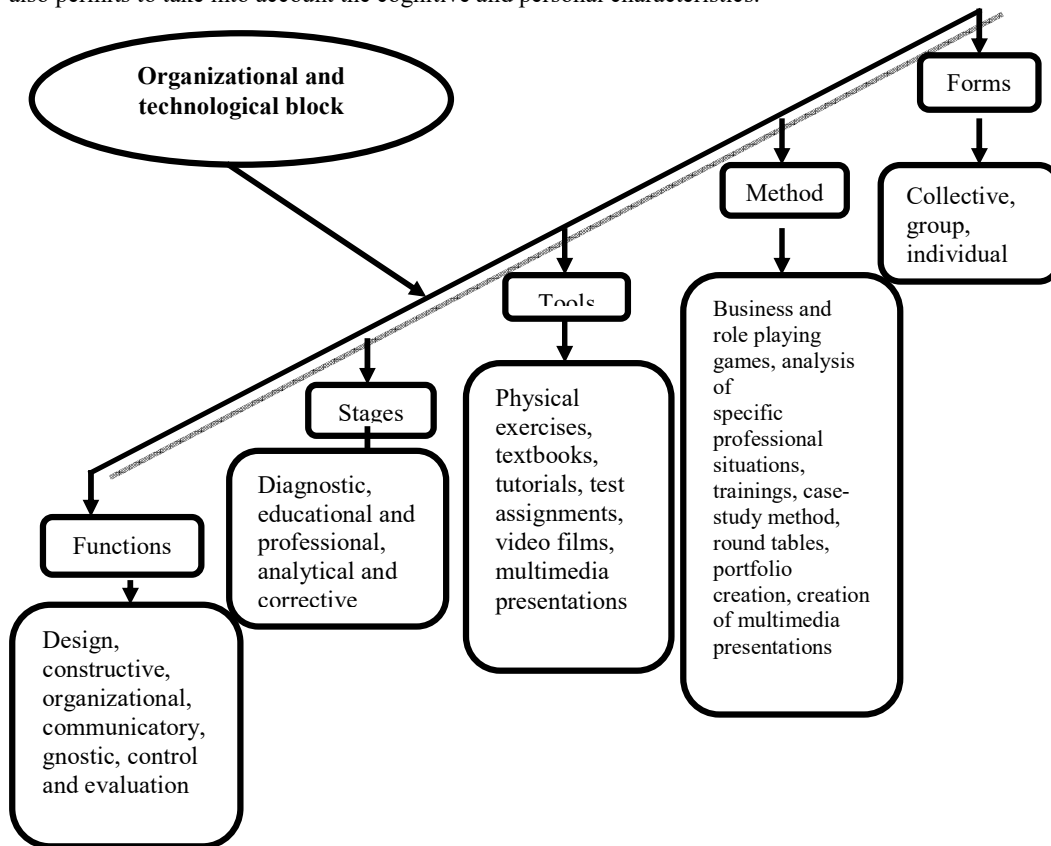 also permits to take into account the cognitive and personal characteristics.
Organizational and
technological block
Functions
Design,
constructive,
organizational,
communicatory,
gnostic, control
and evaluation
Stages
Diagnostic,
educational and
professional,
analytical and
corrective
Tools
Physical
exercises,
textbooks,
tutorials, test
assignments,
video films,
multimedia
presentations
Method
Business and
role playing
games, analysis
of
specific
professional
situations,
trainings, case-
study method,
round tables,
portfolio
creation, creation
of multimedia
presentations
Forms
Collective,
group,
individual